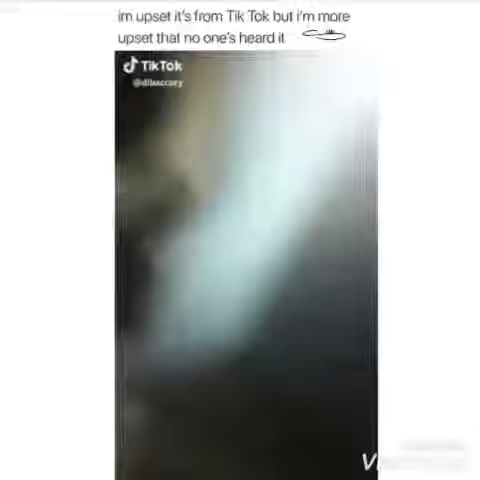 im upset it's from Tik Tok but i'm more
upset that no one's heard it
TikTok